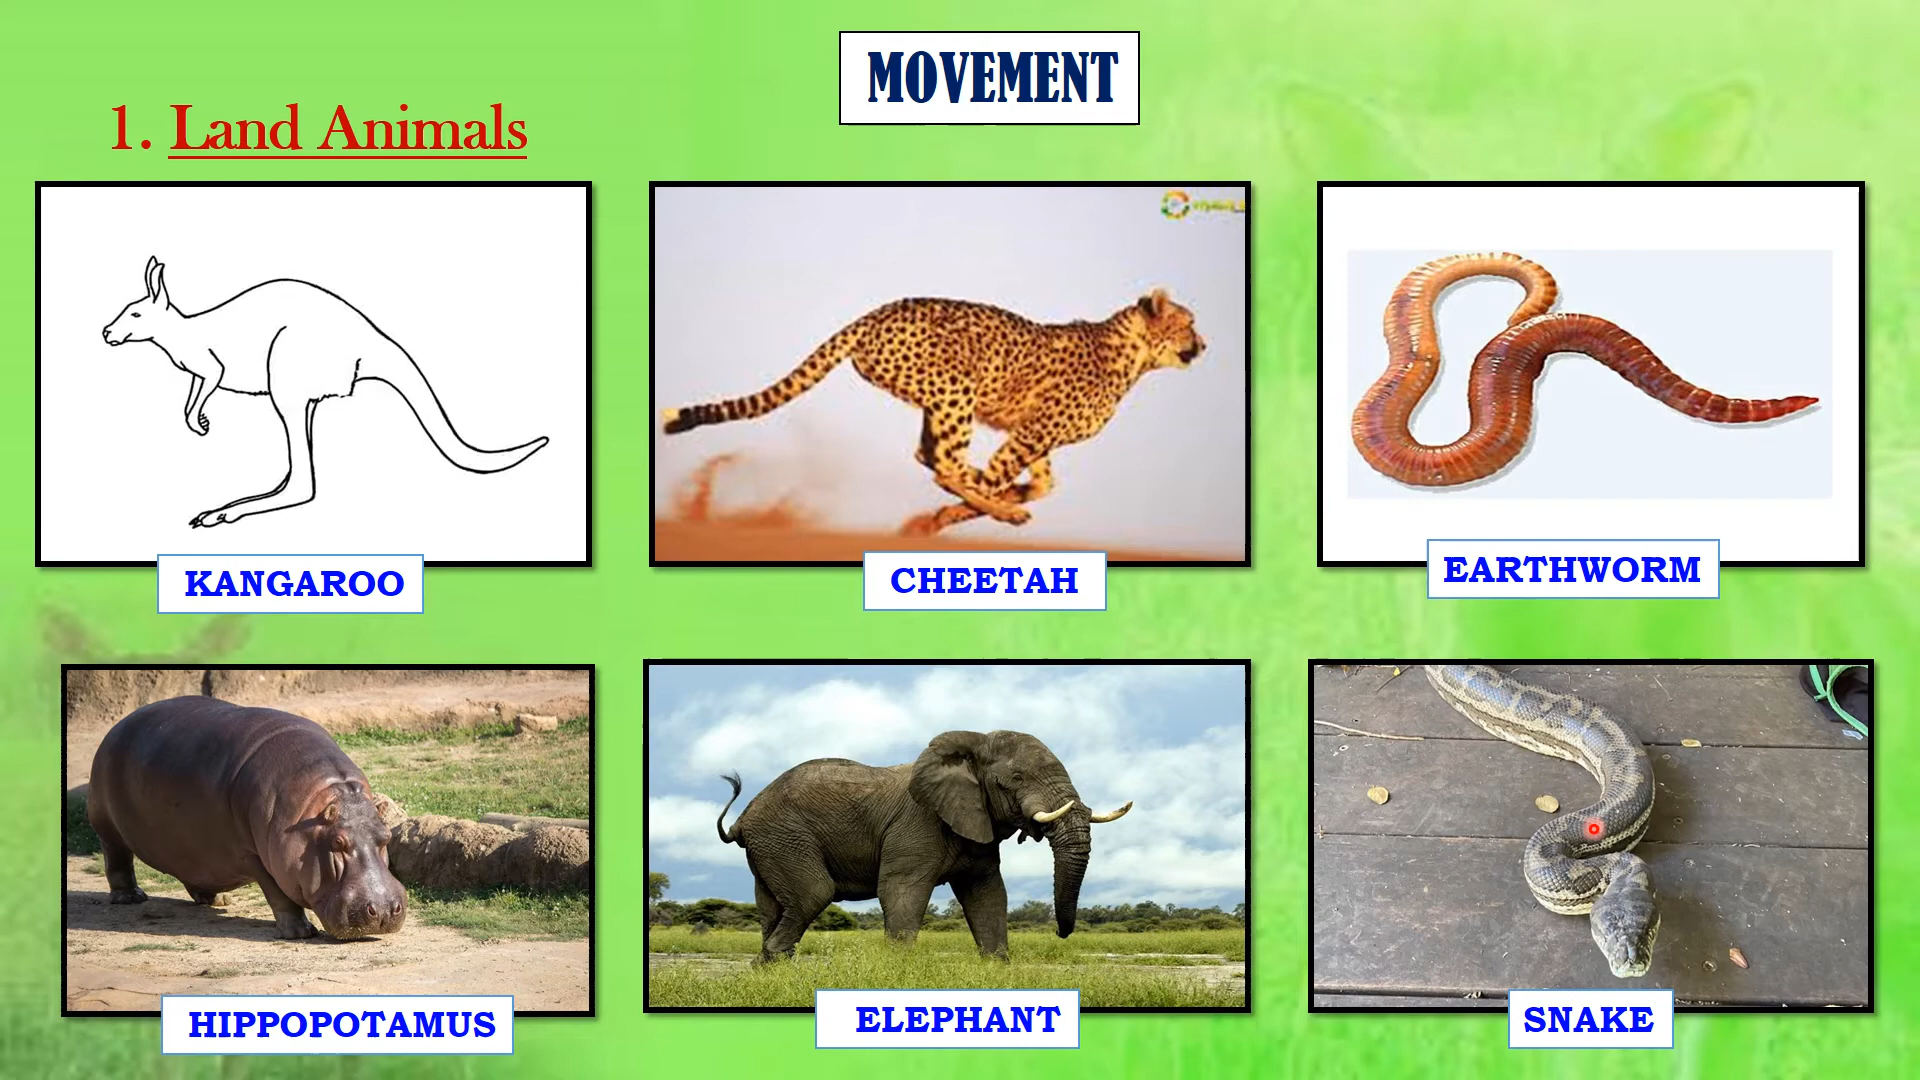 MOVEMENT
1. Land Animals
KANGAROO
CHEETAH
EARTHWORM
HIPPOPOTAMUS
ELEPHANT
SNAKE